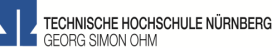 TECHNISCHE HOCHSCHULE NÜRNBERG
GEORG SIMON OHM